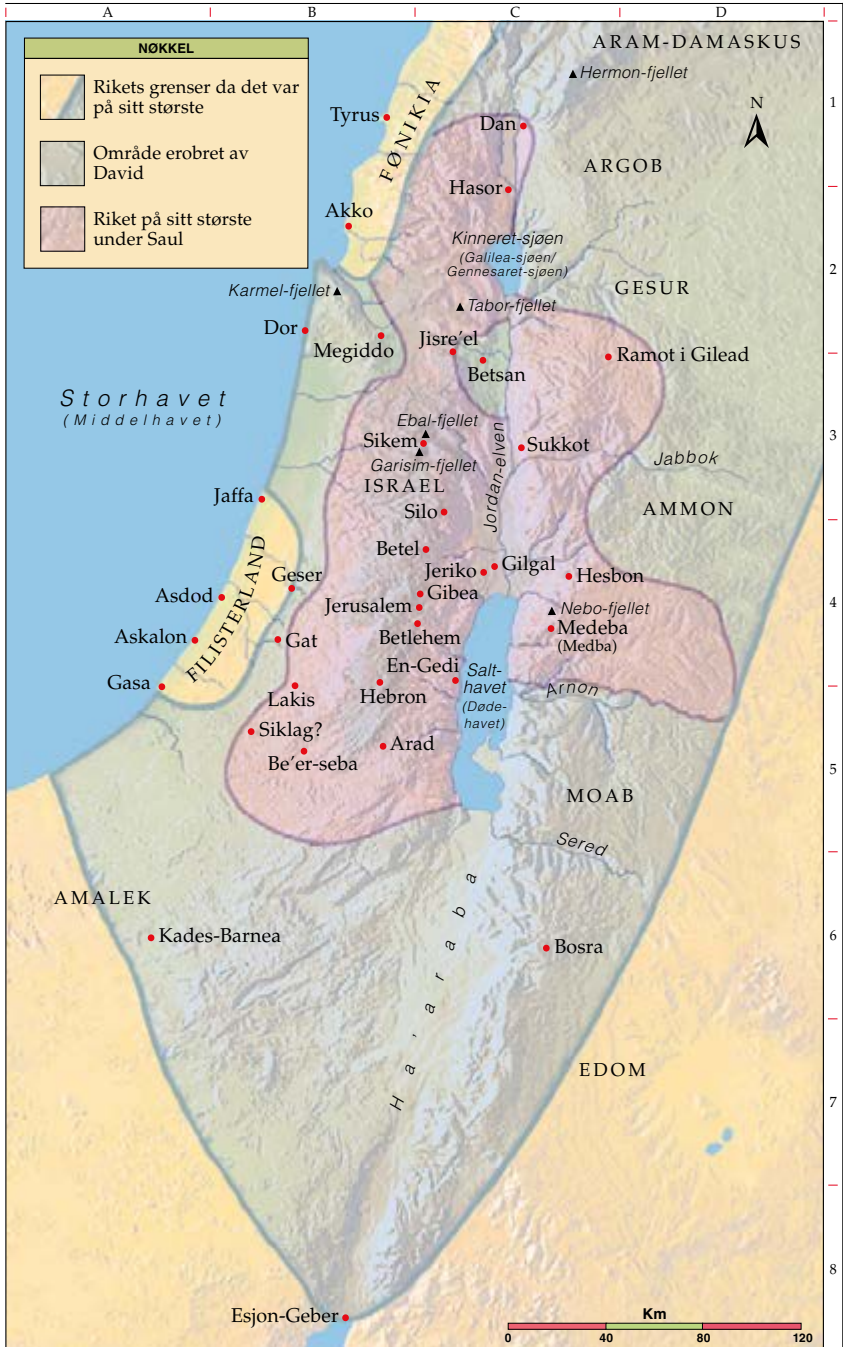 A
B
C
D
NØKKEL
Rikets grenser da det var
på sitt største
Område erobret av
David
Riket på sitt største
under Saul
ARAM-DAMASKUS
Hermon-fjellet
N
1
Tyrus
FØNIKIA
Dan
ARGOB
Hasor
Akko
Kinneret-sjøen
(Galilea-sjøen/
Gennesaret-sjøen)
2
GESUR
Karmel-fjellet
Tabor-fjellet
Dor
Megiddo
Jisre’el
Betsan
Ramot i Gilead
Storhavet
(Middelhavet)
3
Ebal-fjellet
Sikem
Garisim-fjellet
Sukkot
Jabbok
Jordan-elven
ISRAEL
Jaffa
Silo
AMMON
Betel
Jeriko
Gilgal
Hesbon
FILISTERLAND
Geser
Asdod
Gibea
4
Jerusalem
Nebo-fjellet
Medeba
(Medba)
Betlehem
Askalon
Gat
En-Gedi
Salt-
havet
(Døde-
havet)
Gasa
Lakis
Hebron
Arnon
Siklag?
Be’er-seba
Arad
5
MOAB
Sered
AMALEK
Kades-Barnea
6
Bosra
Ha’araba
EDOM
7
8
Esjon-Geber
Km
0
40
80
120